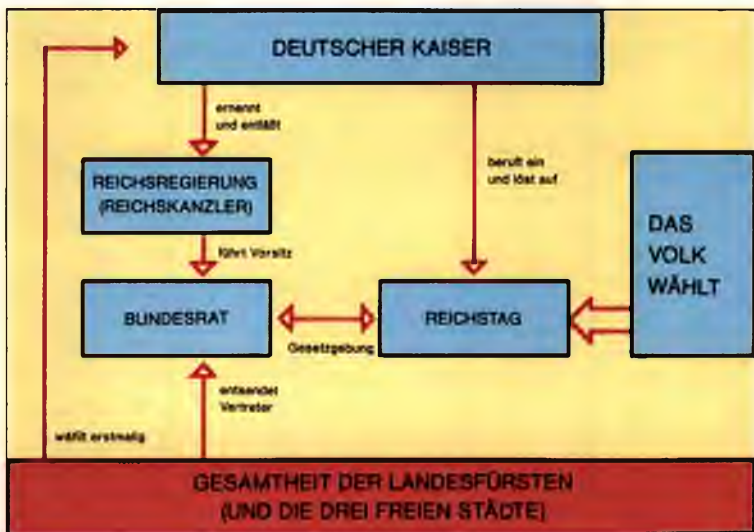 DEUTSCHER KAISER
ernennt
und entläßt
beruft ein
und löst auf
REICHSREGIERUNG
(REICHSKANZLER)
DAS
VOLK
WÄHLT
führt Vorsitz
BUNDESRAT
REICHSTAG
Gesetzgebung
entsendet
Vertreter
wählt erstmalig
GESAMTHEIT DER LANDESFÜRSTEN
(UND DIE DREI FREIEN STÄDTE)